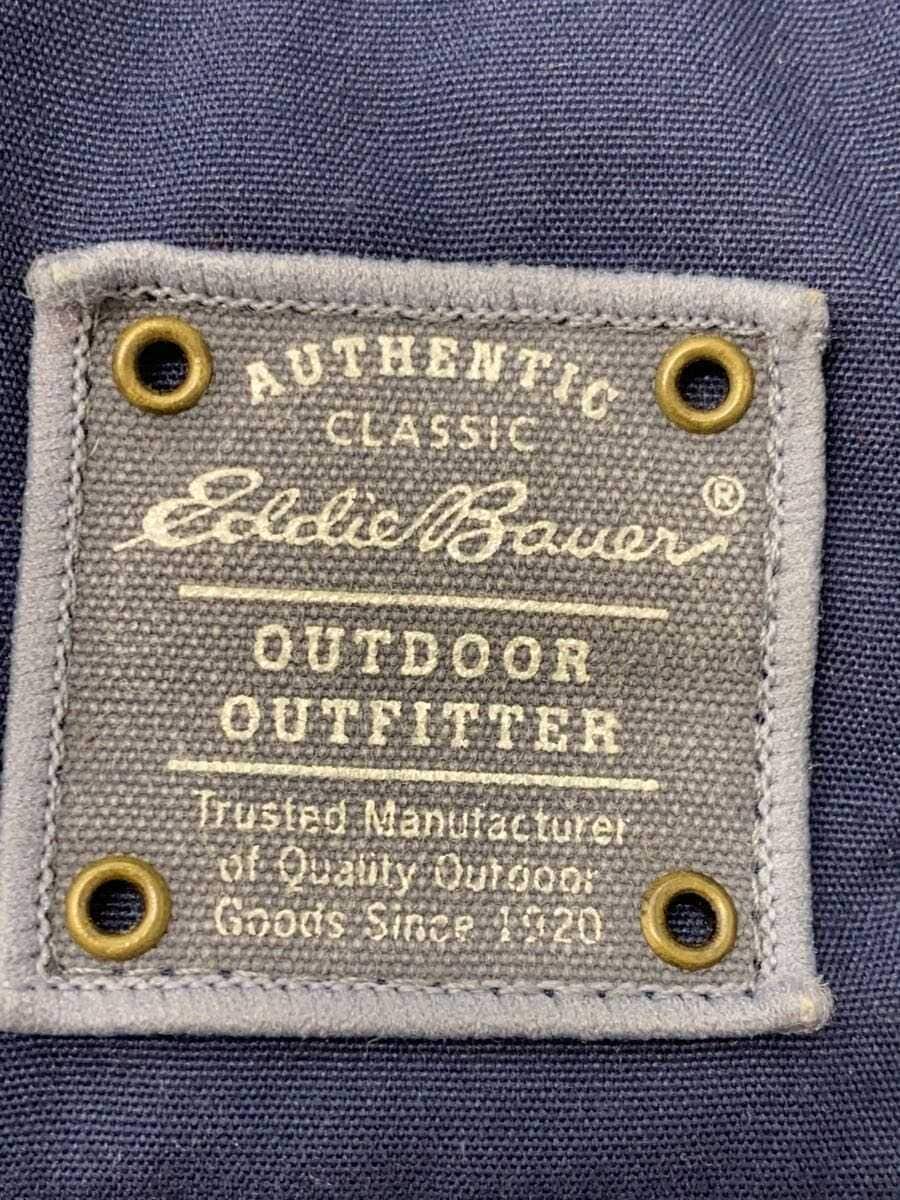 AUTHENTIC
CLASSIC
Eddie Bauer®
OUTDOOR
OUTFITTER
Trusted Manufacturer
of Quality Outdoor
Goods Since 1920